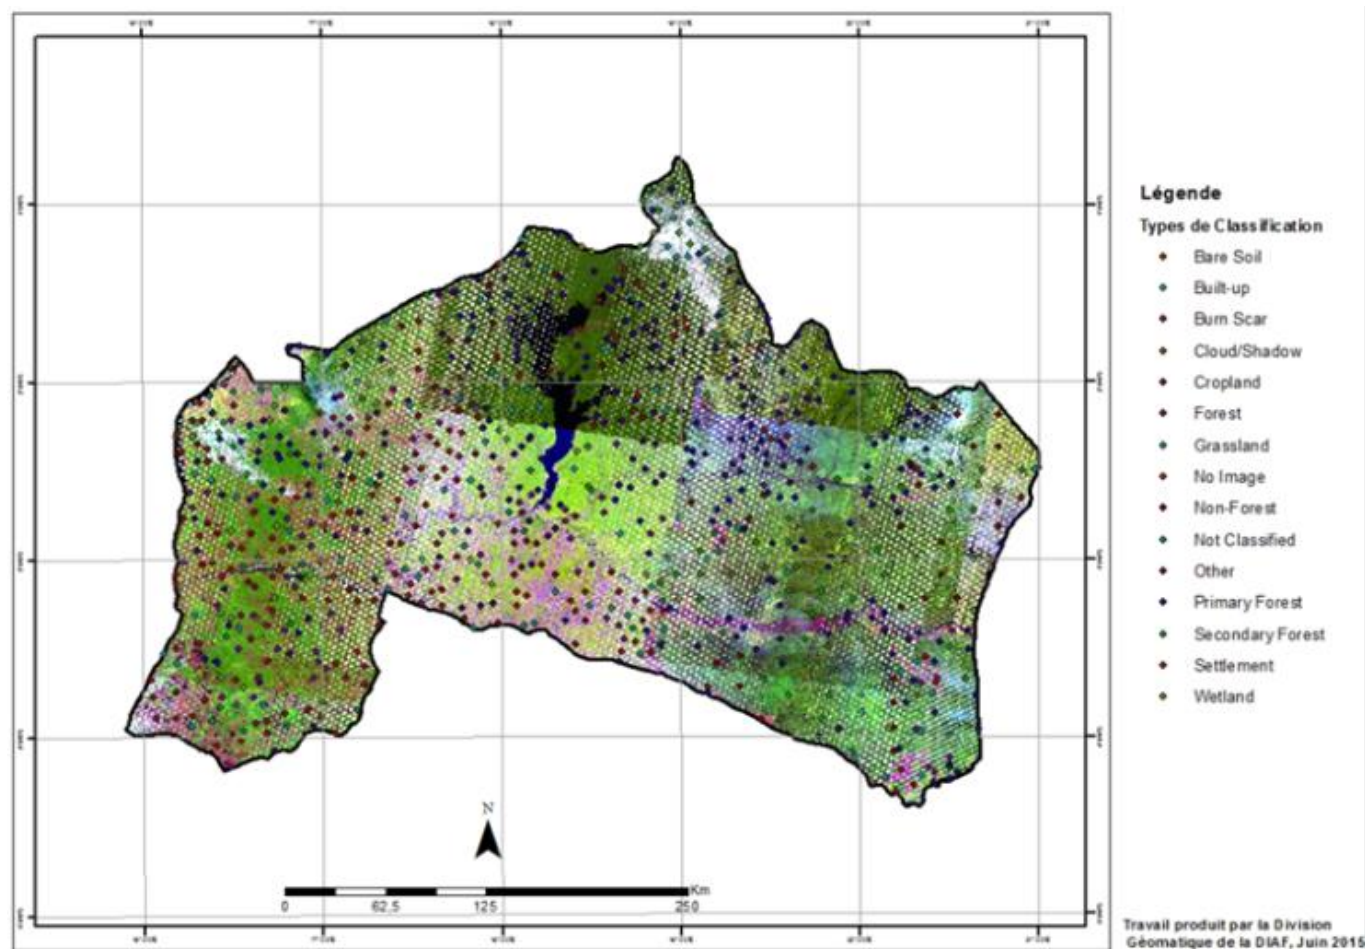 Légende
Types de Classification
Bare Soil
Built-up
Burn Scar
Cloud/Shadow
Cropland
Forest
Grassland
No Image
Non-Forest
Not Classified
Other
Primary Forest
Secondary Forest
Settlement
Wetland
N
Km
0 62,5 125 250
Travail produit par la Division
Géomatique de la DIAF, Juin 2015